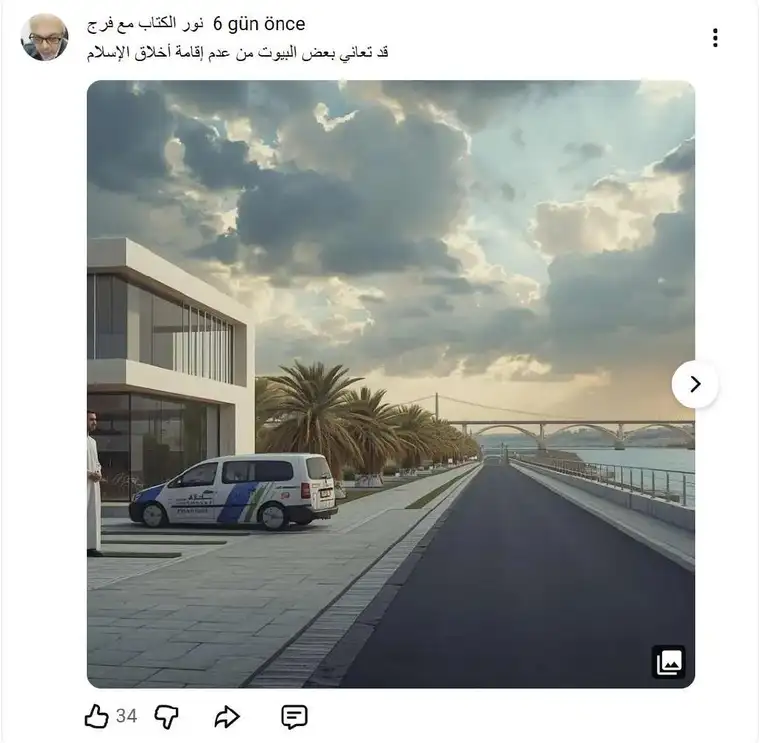 نور الكتاب مع فرج 6 gün önce
قد تعاني بعض البيوت من عدم إقامة أخلاق الإسلام
34